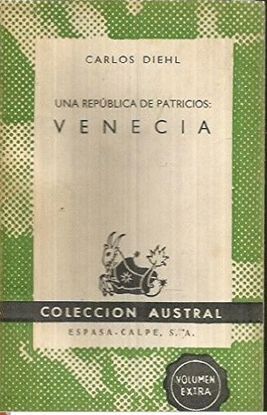 CARLOS DIEHL
UNA REPÚBLICA DE PATRICIOS:
VENECIA
COLECCION AUSTRAL
ESPASA-CALPE, S. A.
VOLUMEN
EXTRA